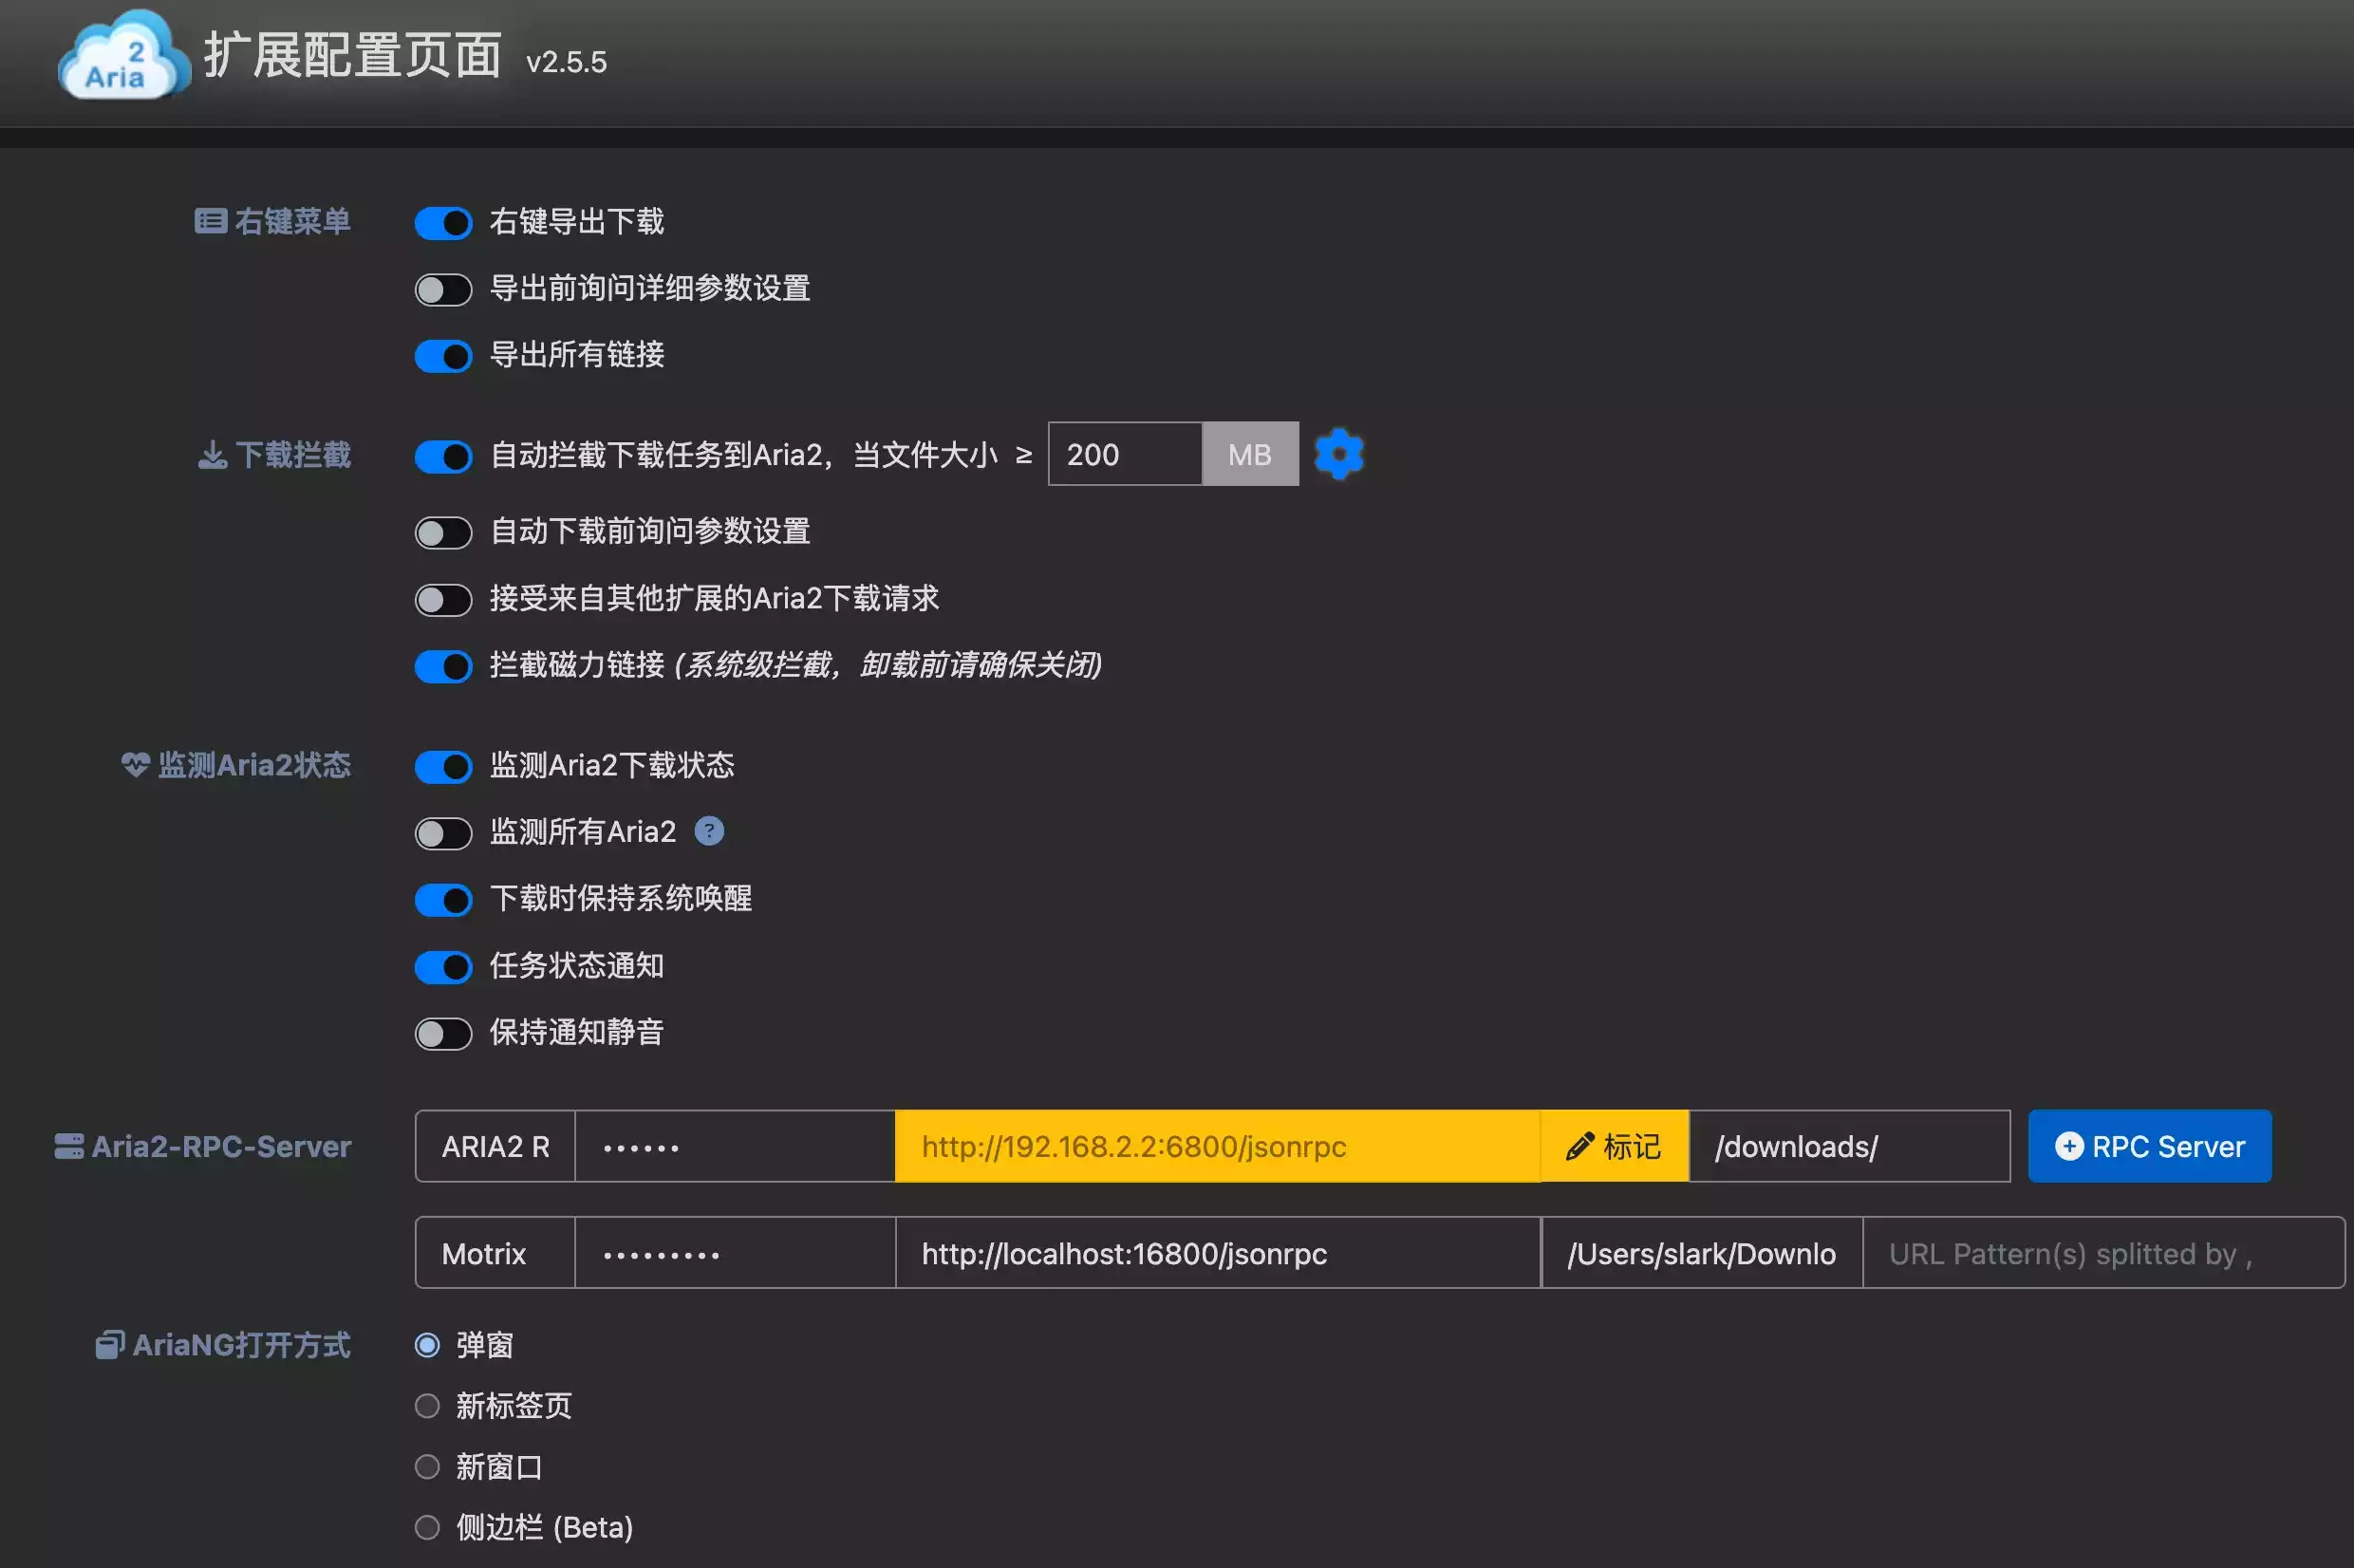 2
Aria
扩展配置页面 v2.5.5
右键菜单
右键导出下载
导出前询问详细参数设置
导出所有链接
下载拦截
自动拦截下载任务到Aria2，当文件大小 ≥ 200 MB
自动下载前询问参数设置
接受来自其他扩展的Aria2下载请求
拦截磁力链接 (系统级拦截，卸载前请确保关闭)
监测Aria2状态
监测Aria2下载状态
监测所有Aria2 ?
下载时保持系统唤醒
任务状态通知
保持通知静音
Aria2-RPC-Server
ARIA2 R •••••• http://192.168.2.2:6800/jsonrpc 标记 /downloads/ RPC Server
Motrix ••••••••• http://localhost:16800/jsonrpc /Users/slark/Downlo URL Pattern(s) splitted by ,
AriaNG打开方式
弹窗
新标签页
新窗口
侧边栏 (Beta)